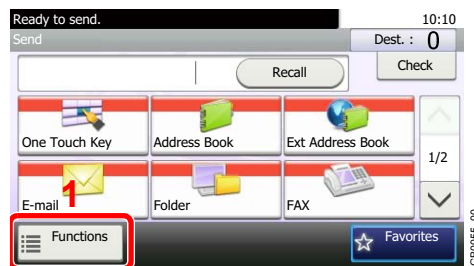 Ready to send. 10:10
Send Dest. : 0
Recall Check
One Touch Key Address Book Ext Address Book
1/2
1
E-mail Folder FAX
Functions Favorites